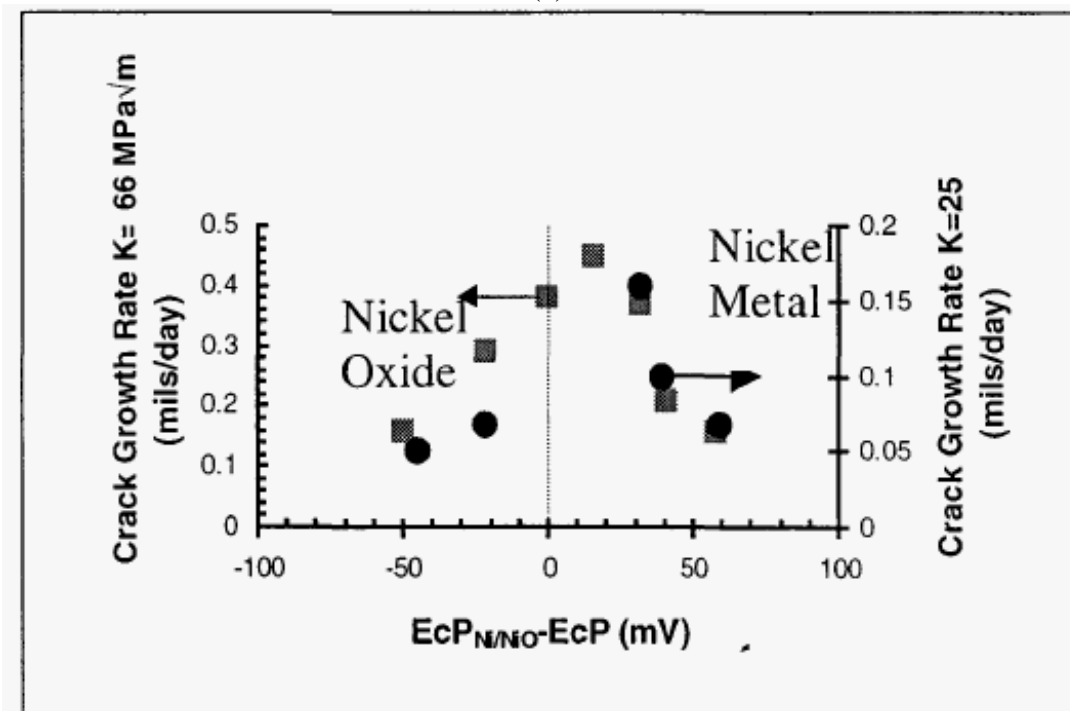 Crack Growth Rate K= 66 MPa√m
(mils/day)
0.5
0.4
0.3
0.2
0.1
0
Nickel
Oxide
Nickel
Metal
0.2
0.15
0.1
0.05
0
Crack Growth Rate K=25
(mils/day)
-100
-50
0
50
100
EcPNi/NiO-EcP (mV)